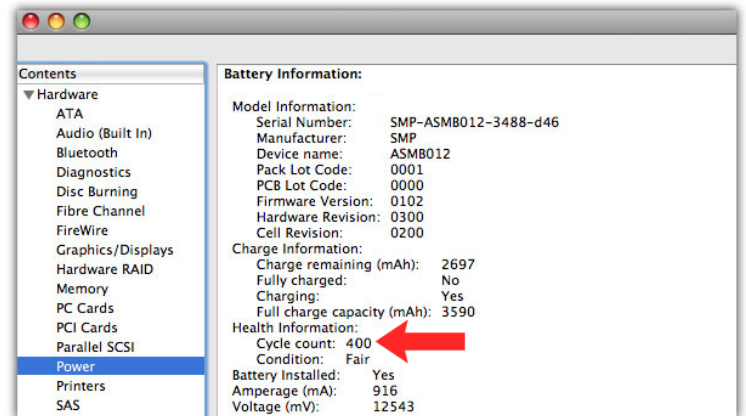 Contents
Hardware
ATA
Audio (Built In)
Bluetooth
Diagnostics
Disc Burning
Fibre Channel
FireWire
Graphics/Displays
Hardware RAID
Memory
PC Cards
PCI Cards
Parallel SCSI
Power
Printers
SAS
Battery Information:
Model Information:
Serial Number: SMP-ASMB012-3488-d46
Manufacturer: SMP
Device name: ASMB012
Pack Lot Code: 0001
PCB Lot Code: 0000
Firmware Version: 0102
Hardware Revision: 0300
Cell Revision: 0200
Charge Information:
Charge remaining (mAh): 2697
Fully charged: No
Charging: Yes
Full charge capacity (mAh): 3590
Health Information:
Cycle count: 400
Condition: Fair
Battery Installed: Yes
Amperage (mA): 916
Voltage (mV): 12543